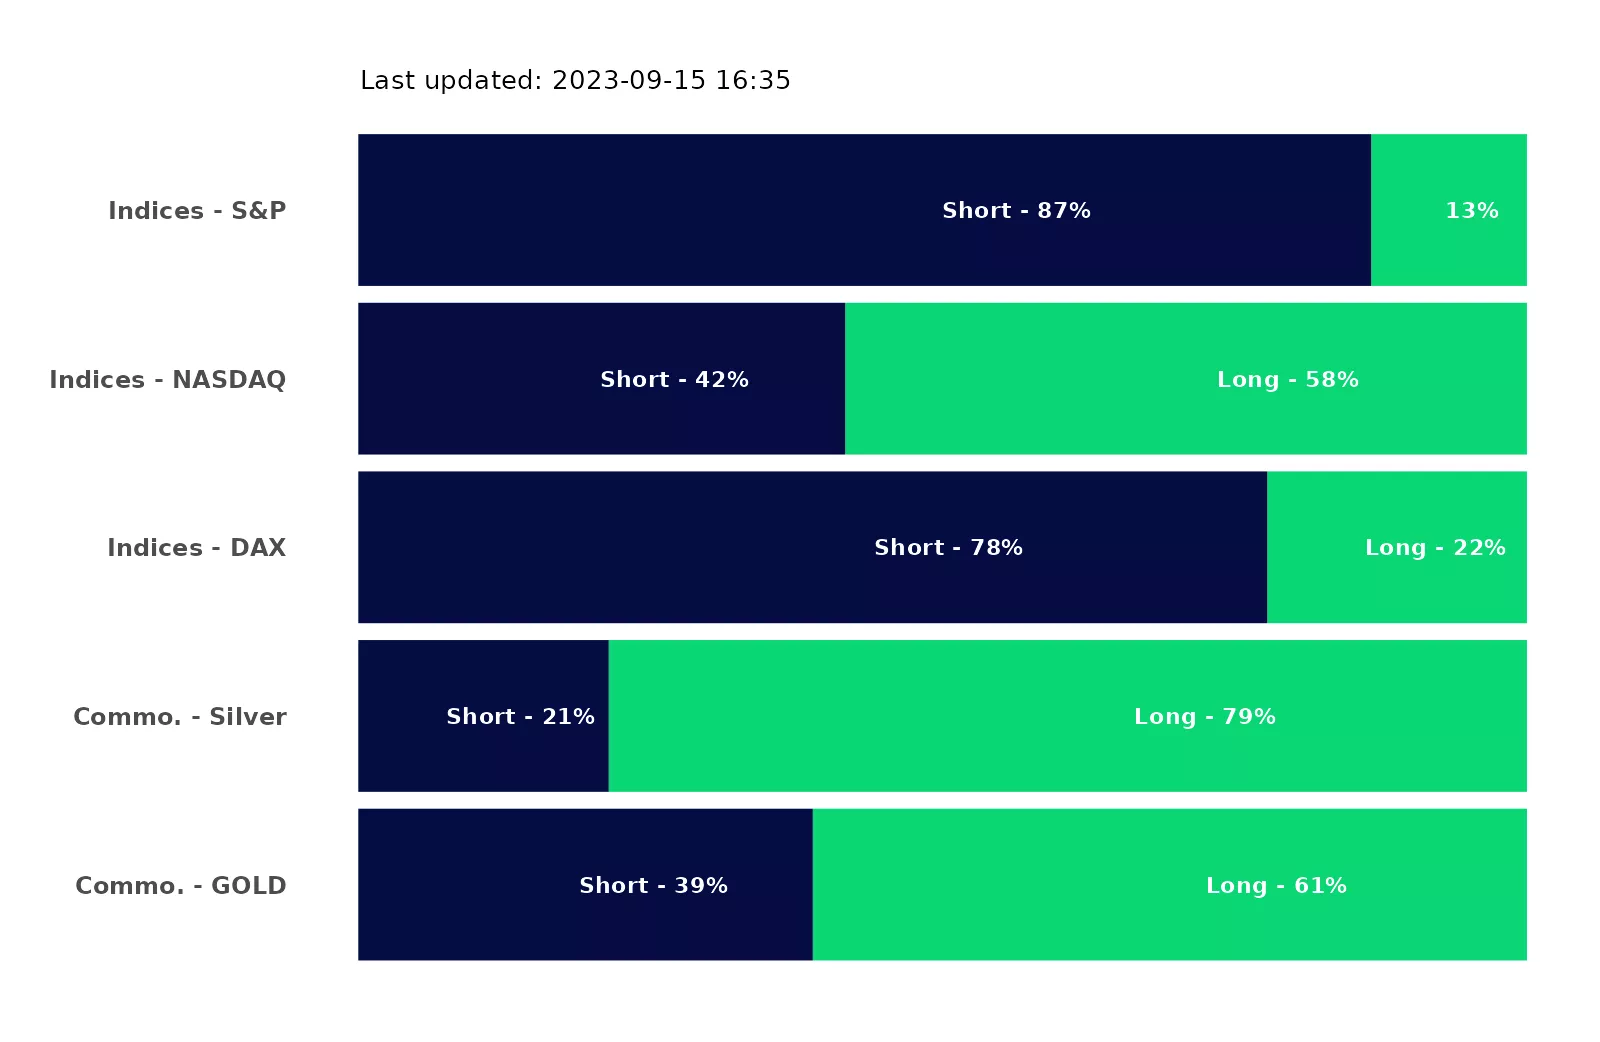 Last updated: 2023-09-15 16:35
Indices - S&P Short - 87% 13%
Indices - NASDAQ Short - 42% Long - 58%
Indices - DAX Short - 78% Long - 22%
Commo. - Silver Short - 21% Long - 79%
Commo. - GOLD Short - 39% Long - 61%